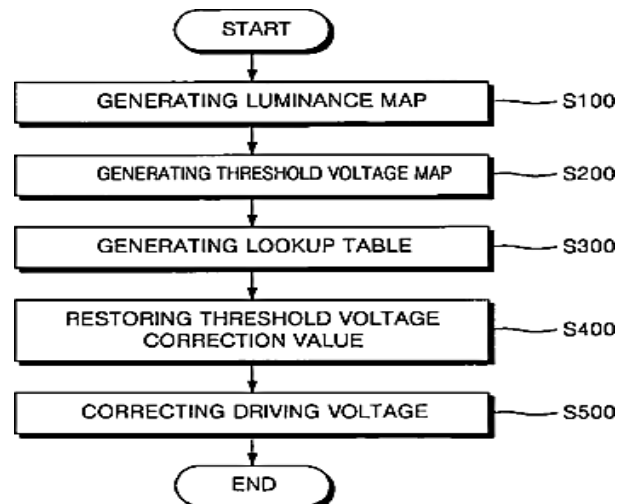 START
GENERATING LUMINANCE MAP
S100
GENERATING THRESHOLD VOLTAGE MAP
S200
GENERATING LOOKUP TABLE
S300
RESTORING THRESHOLD VOLTAGE
CORRECTION VALUE
S400
CORRECTING DRIVING VOLTAGE
S500
END